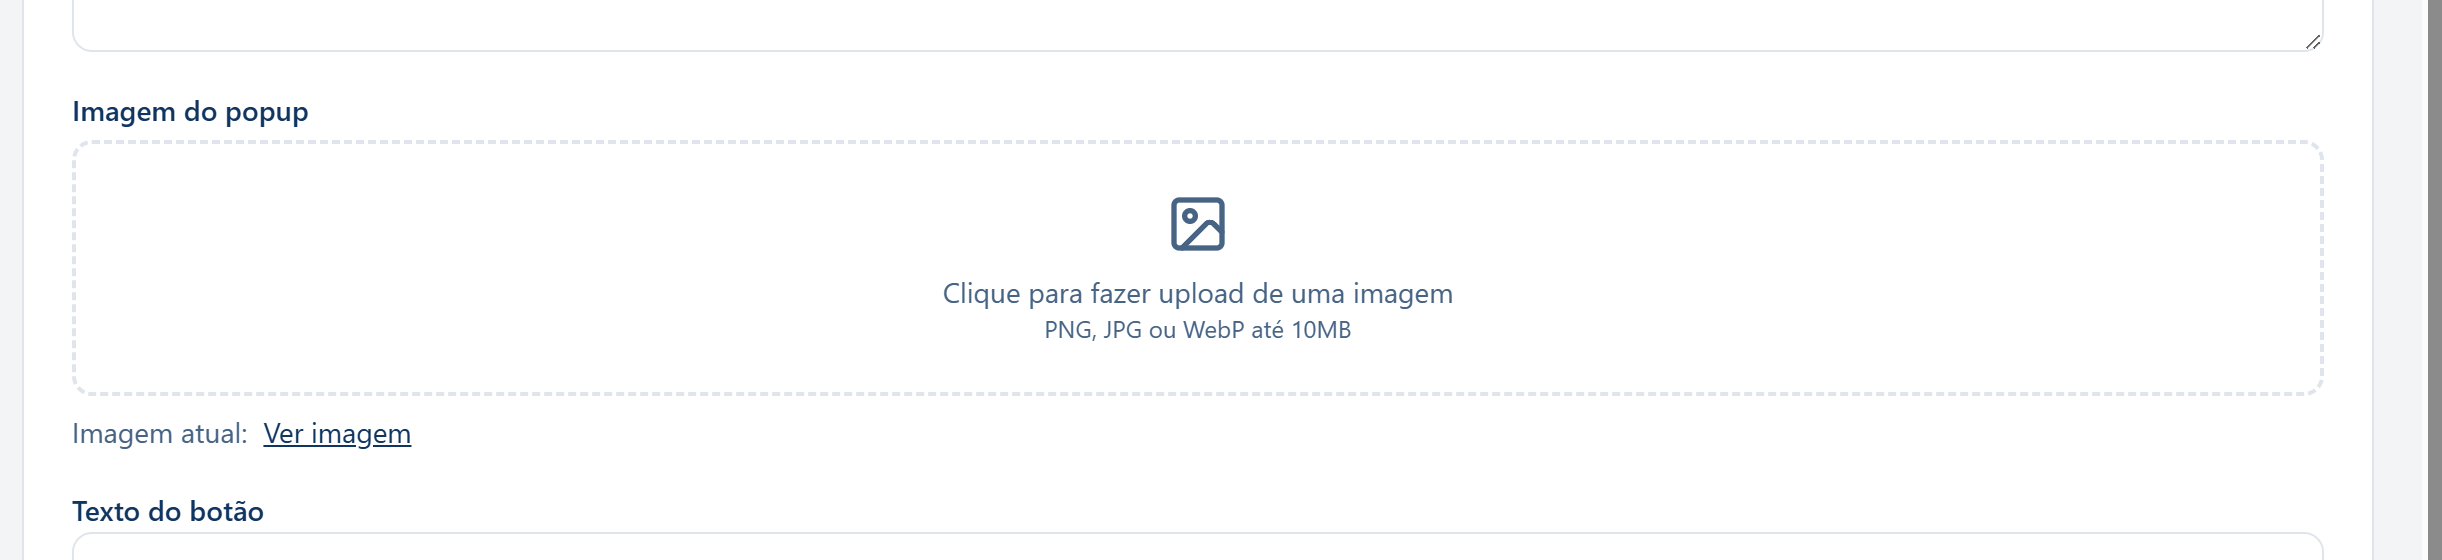 Imagem do popup
Clique para fazer upload de uma imagem
PNG, JPG ou WebP até 10MB
Imagem atual: Ver imagem
Texto do botão